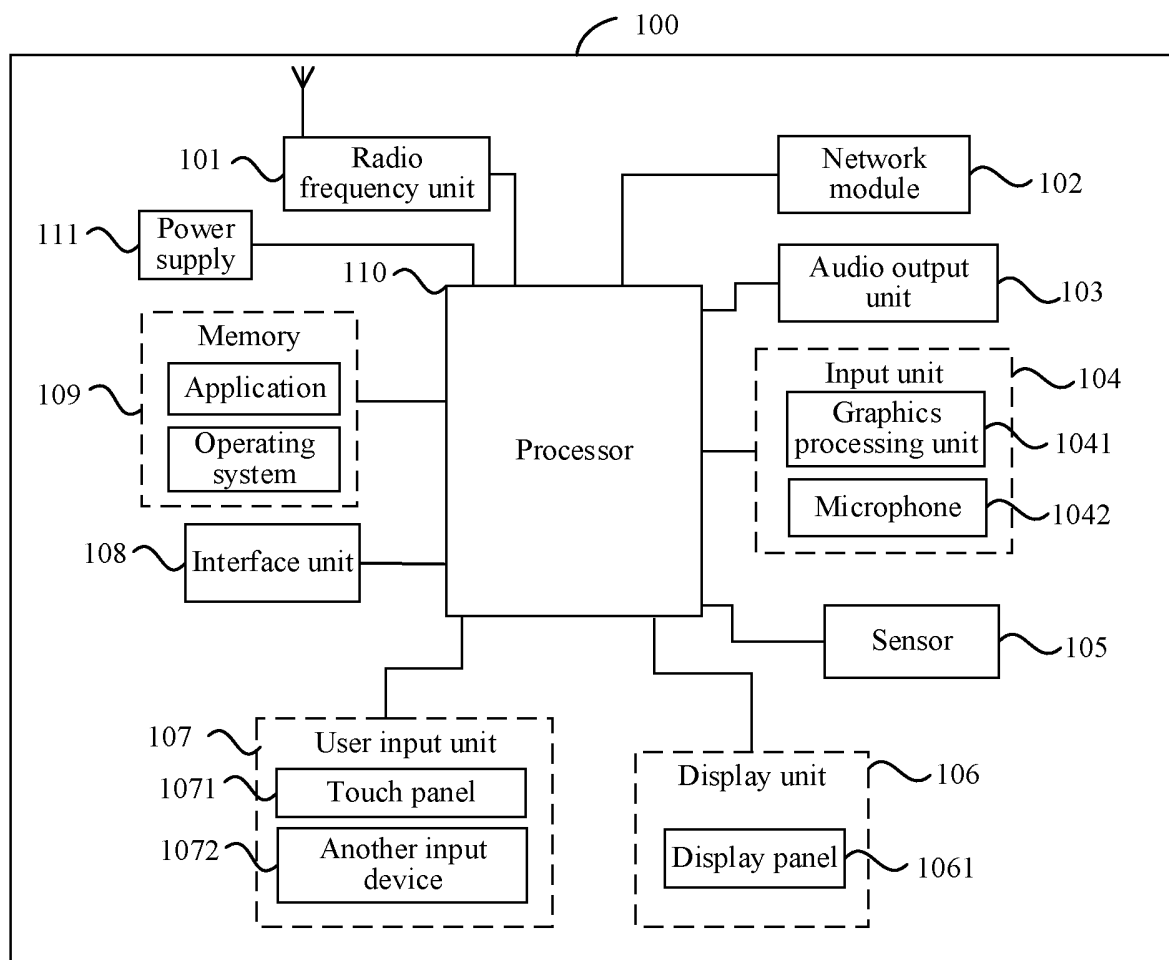 100
101
Radio
frequency unit
Network
module
102
111
Power
supply
110
Audio output
unit
103
Memory
Application
Operating
system
109
Processor
Input unit
104
Graphics
processing unit
1041
Microphone
1042
108
Interface unit
Sensor
105
107
User input unit
1071
Touch panel
1072
Another input
device
Display unit
106
Display panel
1061